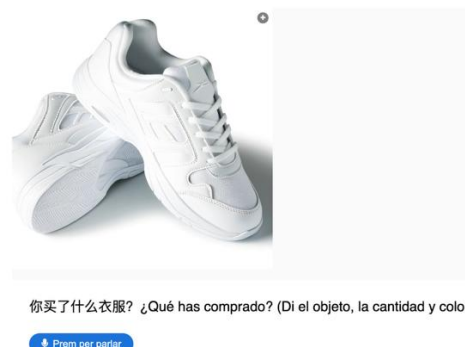 你买了什么衣服？ ¿Qué has comprado? (Di el objeto, la cantidad y colo
Prem per parlar